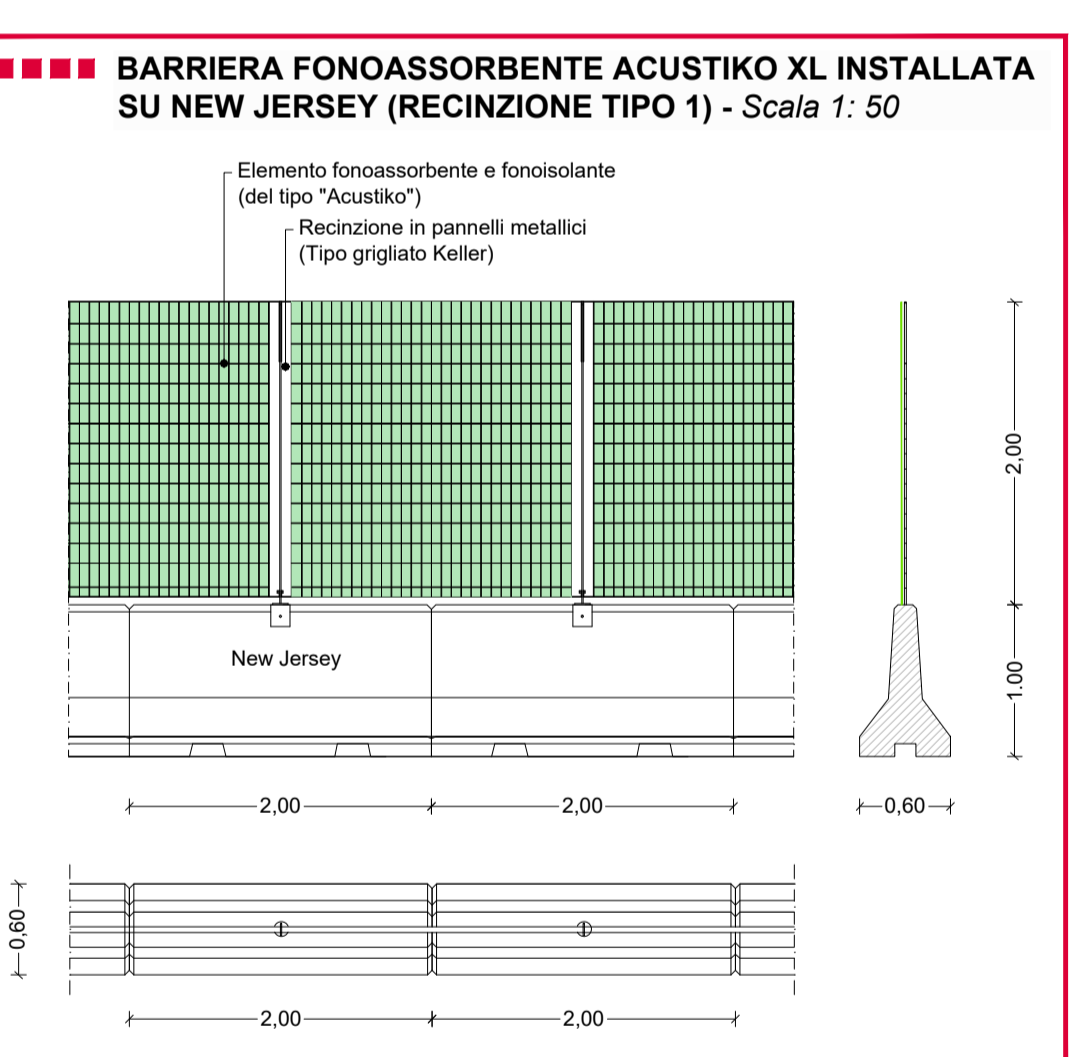 BARRIERA FONOASSORBENTE ACUSTIKO XL INSTALLATA
SU NEW JERSEY (RECINZIONE TIPO 1) - Scala 1: 50
Elemento fonoassorbente e fonoisolante
(del tipo "Acustiko")
Recinzione in pannelli metallici
(Tipo grigliato Keller)
2,00
New Jersey
1.00
2,00
2,00
0,60
0,60
2,00
2,00